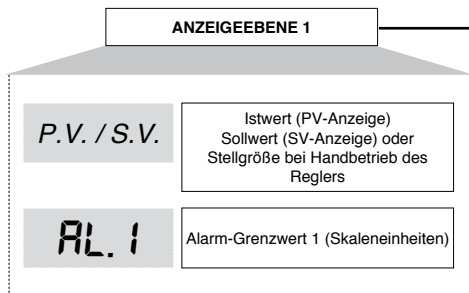 ANZEIGEEBENE 1
P.V. / S.V.
Istwert (PV-Anzeige)
Sollwert (SV-Anzeige) oder
Stellgröße bei Handbetrieb des
Reglers
AL. 1
Alarm-Grenzwert 1 (Skaleneinheiten)